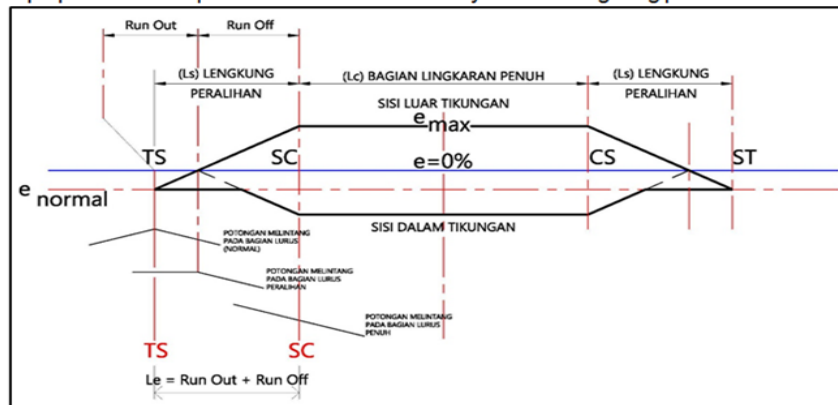 Run Out
Run Off
(Ls) LENGKUNG
PERALIHAN
(Lc) BAGIAN LINGKARAN PENUH
(Ls) LENGKUNG
PERALIHAN
SISI LUAR TIKUNGAN
e max
TS
SC
e=0%
CS
ST
e normal
SISI DALAM TIKUNGAN
POTONGAN MELINTANG
PADA BAGIAN LURUS
(NORMAL)
POTONGAN MELINTANG
PADA BAGIAN LURUS
PERALIHAN
POTONGAN MELINTANG
PADA BAGIAN LURUS
PENUH
TS
SC
Le = Run Out + Run Off